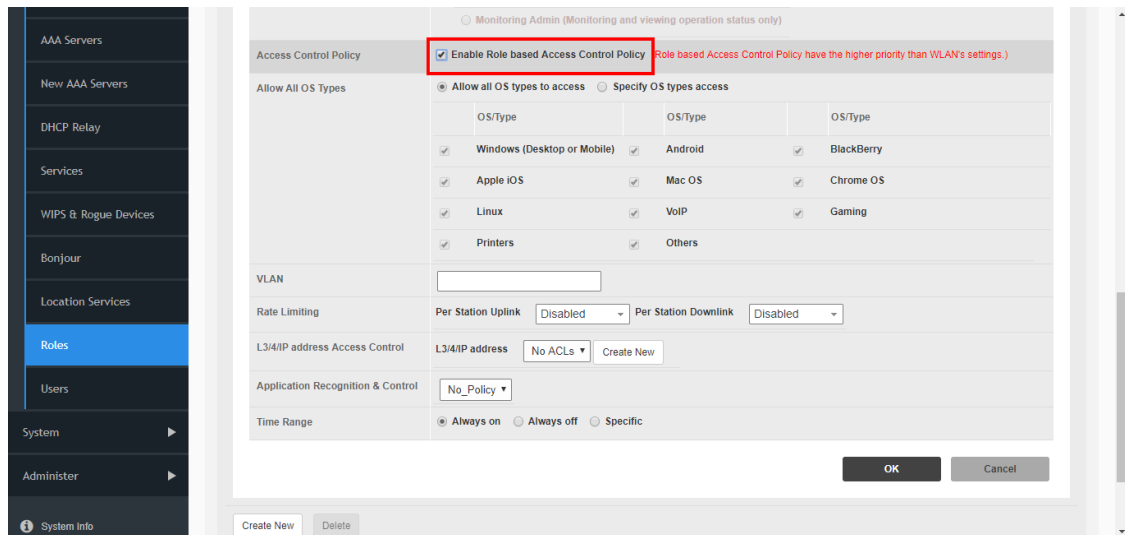 Monitoring Admin (Monitoring and viewing operation status only)
AAA Servers
New AAA Servers
DHCP Relay
Services
WIPS & Rogue Devices
Bonjour
Location Services
Roles
Users
System
Administer
System Info
Access Control Policy
Enable Role based Access Control Policy
Role based Access Control Policy have the higher priority than WLAN's settings.)
Allow All OS Types
Allow all OS types to access Specify OS types access
OS/Type OS/Type OS/Type
Windows (Desktop or Mobile) Android BlackBerry
Apple iOS Mac OS Chrome OS
Linux VoIP Gaming
Printers Others
VLAN
Rate Limiting Per Station Uplink Disabled Per Station Downlink Disabled
L3/4/IP address Access Control L3/4/IP address No ACLs Create New
Application Recognition & Control No_Policy
Time Range Always on Always off Specific
OK Cancel
Create New Delete